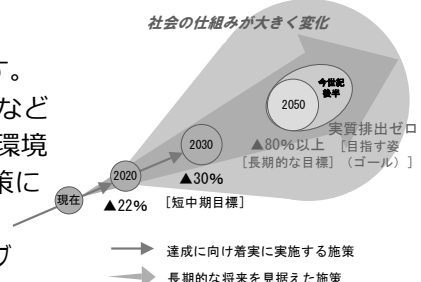 社会の仕組みが大きく変化
す。
など
環境
策に
ブ
今世紀
後半
2050
実質排出ゼロ
2030
▲80%以上 [目指す姿
[長期的な目標] (ゴール)]
2020
▲30%
現在
▲22% [短中期目標]
達成に向け着実に実施する施策
長期的な将来を見据えた施策